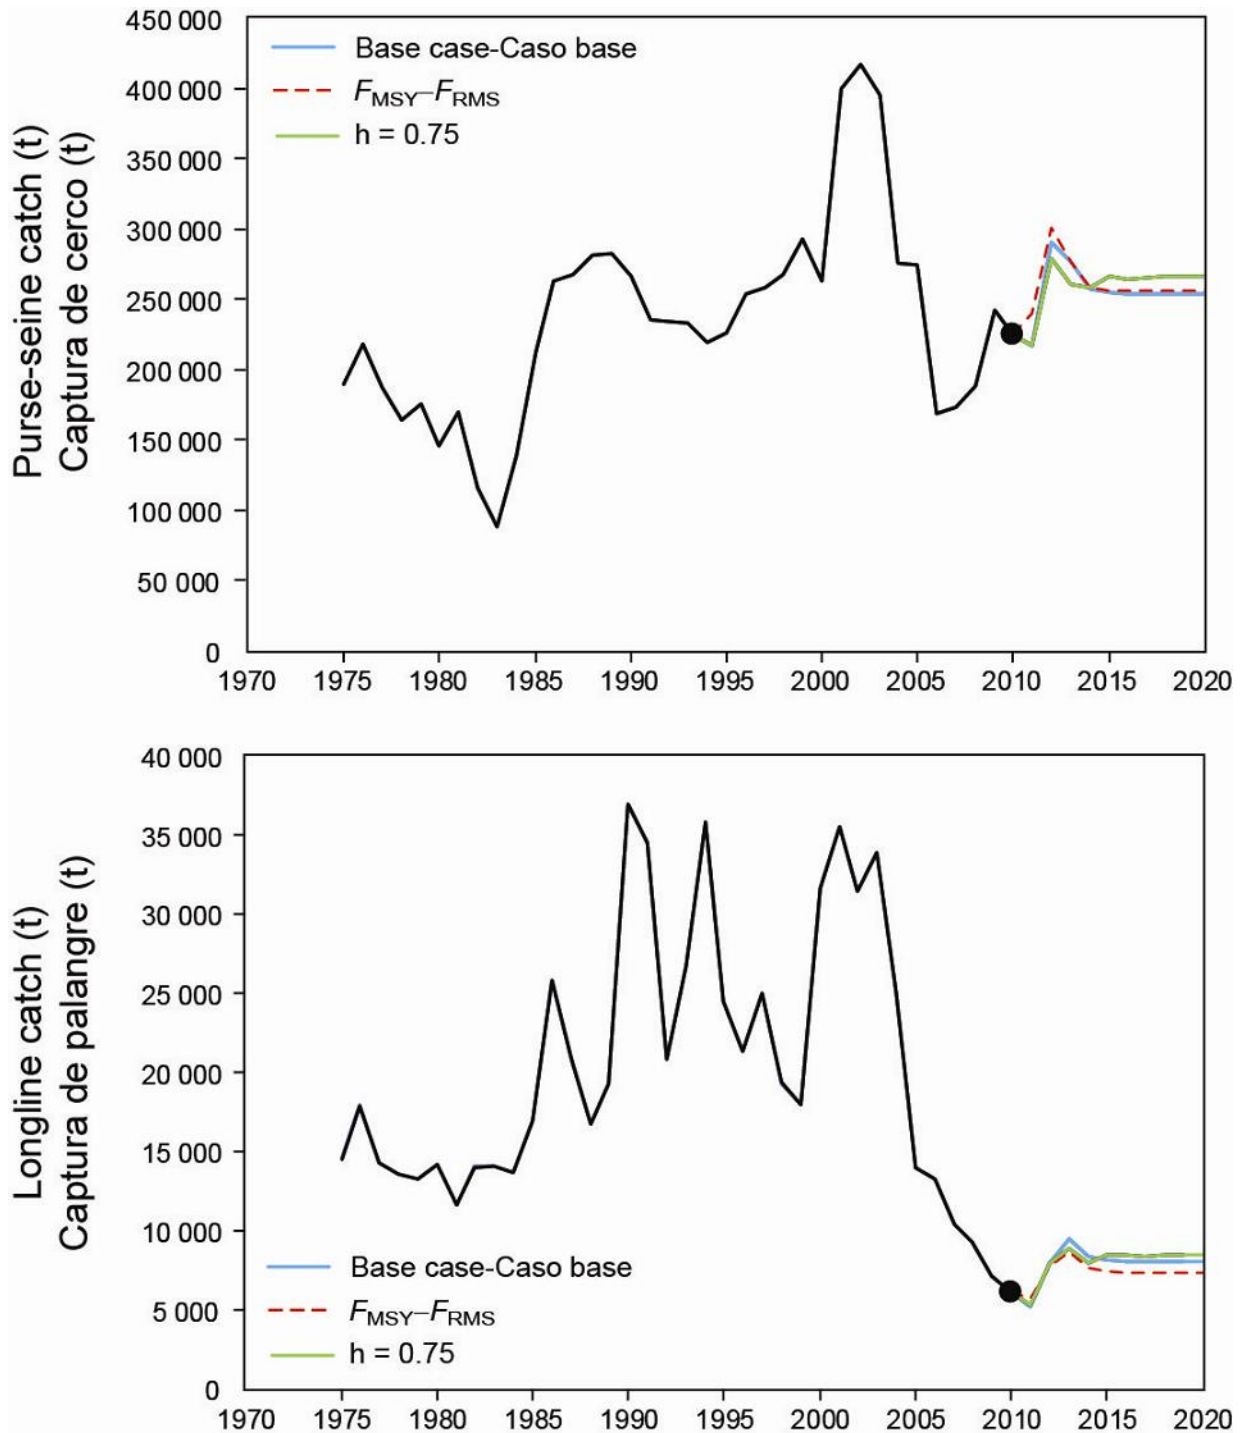 Purse-seine catch (t)
Captura de cerco (t)
450 000
400 000
350 000
300 000
250 000
200 000
150 000
100 000
50 000
0
Base case-Caso base
FMSY–FRMS
h = 0.75
1970 1975 1980 1985 1990 1995 2000 2005 2010 2015 2020
Longline catch (t)
Captura de palangre (t)
40 000
35 000
30 000
25 000
20 000
15 000
10 000
5 000
0
Base case-Caso base
FMSY–FRMS
h = 0.75
1970 1975 1980 1985 1990 1995 2000 2005 2010 2015 2020